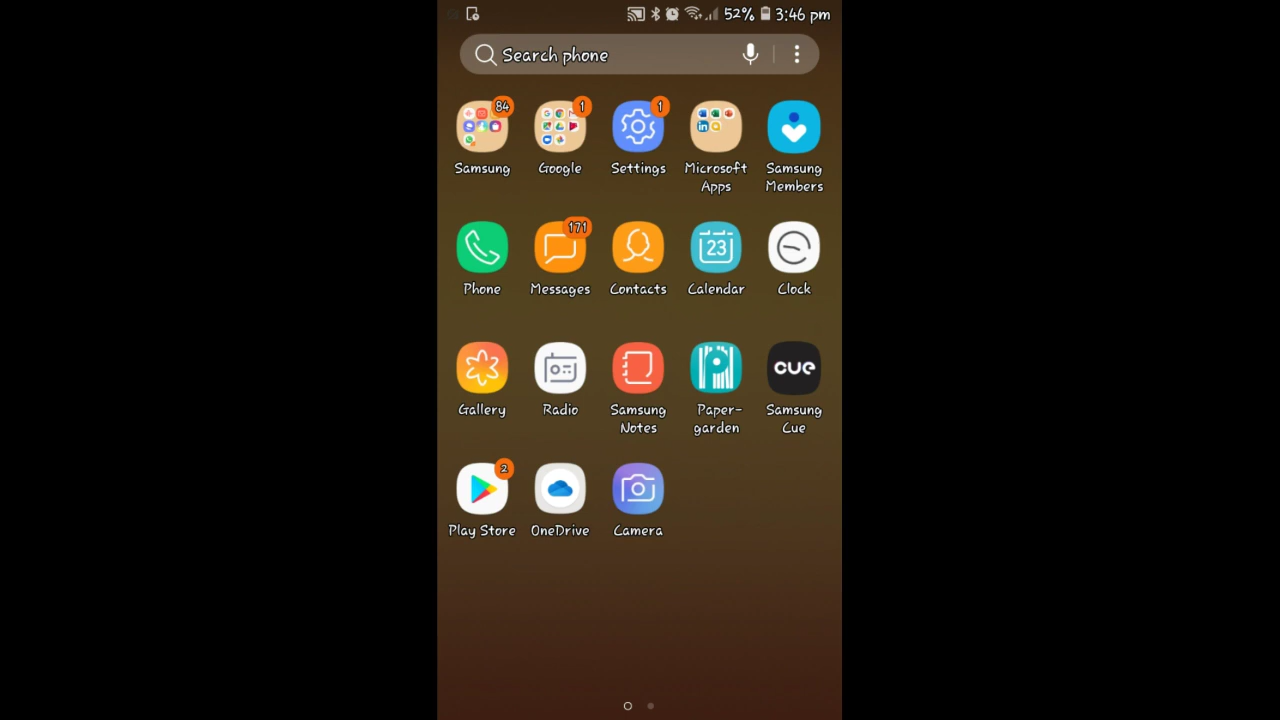 52% 3:46 pm
Search phone
84 1 1
Samsung Google Settings Microsoft Apps Samsung Members
171
23
Phone Messages Contacts Calendar Clock
cue
Gallery Radio Samsung Notes Paper-garden Samsung Cue
2
Play Store OneDrive Camera